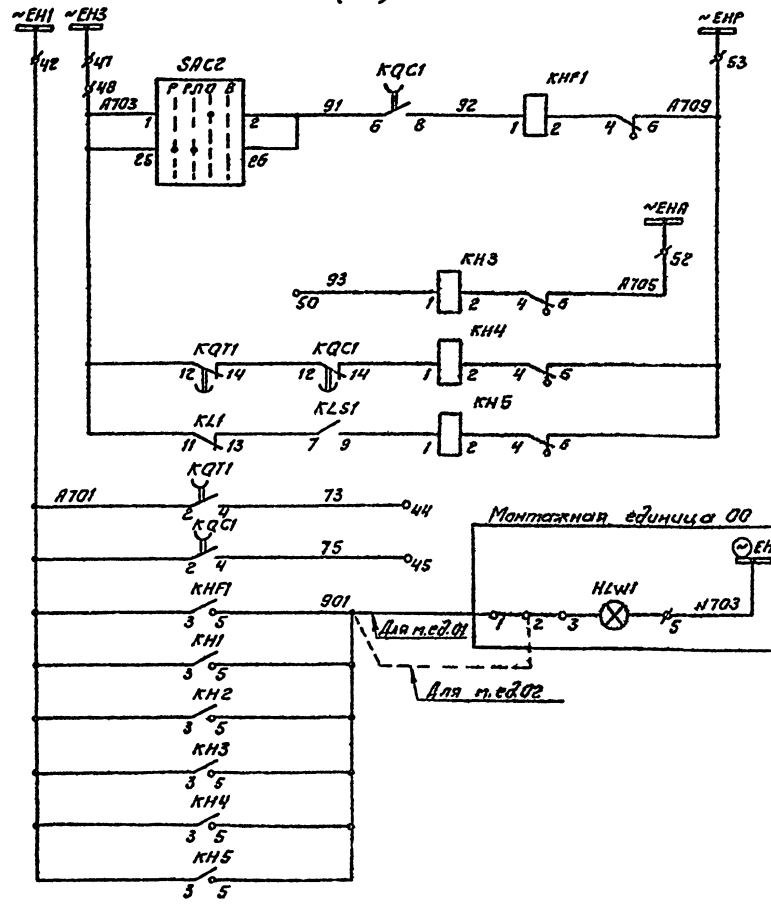 ~EH1 ~EH3 ~EHP
42 47 53
48
SAC2 KQC1 KHF1
А703 Р РЛ О В 91 92 А709
1 2 6 8 1 2 4 6
25 26
~EHA
52
KH3
93 А705
50 1 2 4 6
KQT1 KQC1 KH4
12 14 12 14 1 2 4 6
KL1 KLS1 KH5
11 13 7 9 1 2 4 6
KQT1
А701 73
2 4 44
KQC1
75
2 4 45
Монтажная единица 00
~ EH
HLW1
KHF1
901 N703
3 5 1 2 3 5
Для м.ед.01
KH1
3 5
Для м.ед.02
KH2
3 5
KH3
3 5
KH4
3 5
KH5
3 5